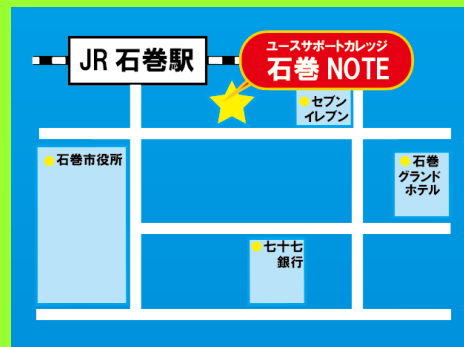 JR 石巻駅
ユースサポートカレッジ
石巻 NOTE
セブン
イレブン
石巻市役所
石巻
グランド
ホテル
七十七
銀行